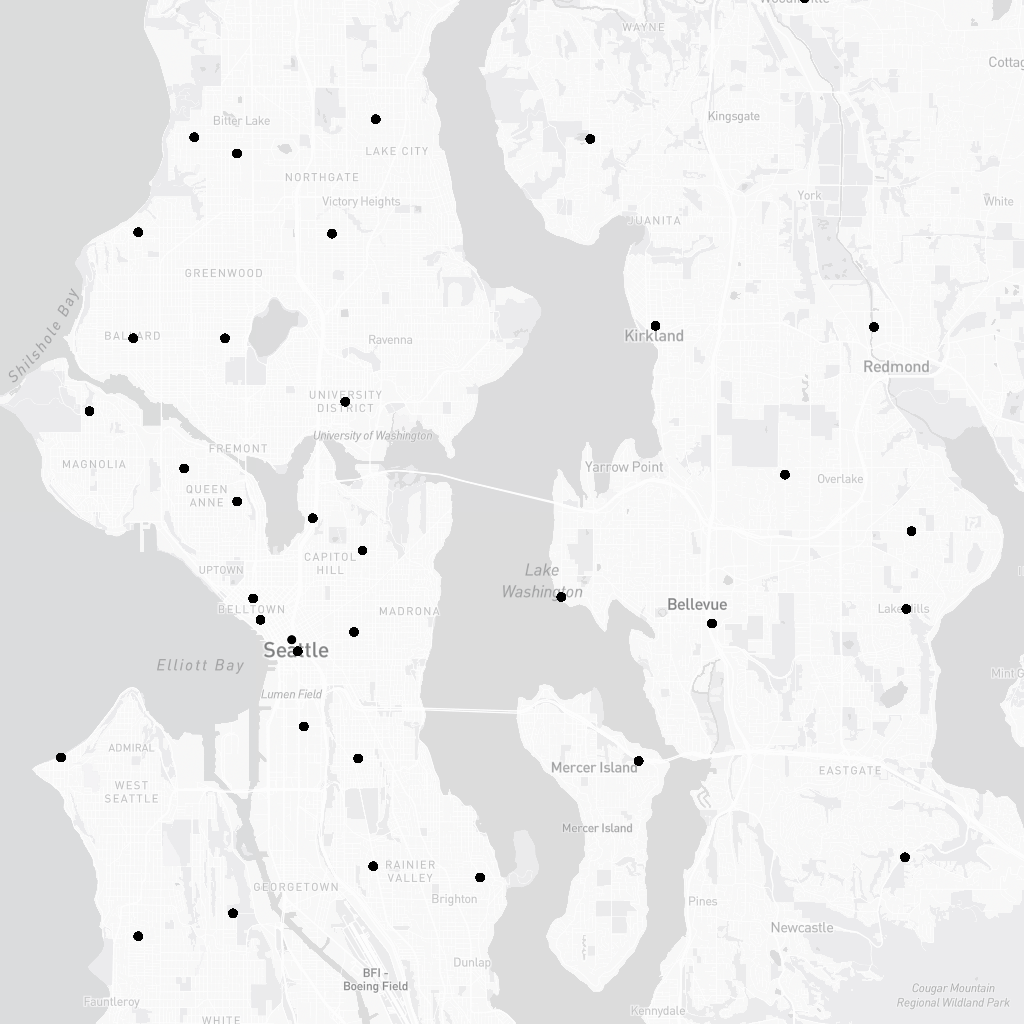 WAYNE
Cottag
Kingsgate
Bitter Lake
LAKE CITY
NORTHGATE
York
Victory Heights
White
JUANITA
GREENWOOD
Shilshole Bay
Kirkland
Ravenna
Redmond
UNIVERSITY
DISTRICT
University of Washington
FREMONT
MAGNOLIA
Yarrow Point
Overlake
QUEEN
ANNE
CAPITOL
HILL
UPTOWN
Lake
Washington
BELLTOWN
MADRONA
Bellevue
Seattle
Elliott Bay
Mint G
Lumen Field
ADMIRAL
Mercer Island
EASTGATE
WEST
SEATTLE
Mercer Island
RAINIER
VALLEY
GEORGETOWN
Brighton
Pines
Newcastle
Dunlap
BFI -
Boeing Field
Cougar Mountain
Regional Wildland Park
Fauntleroy
Kennydale
WHITE